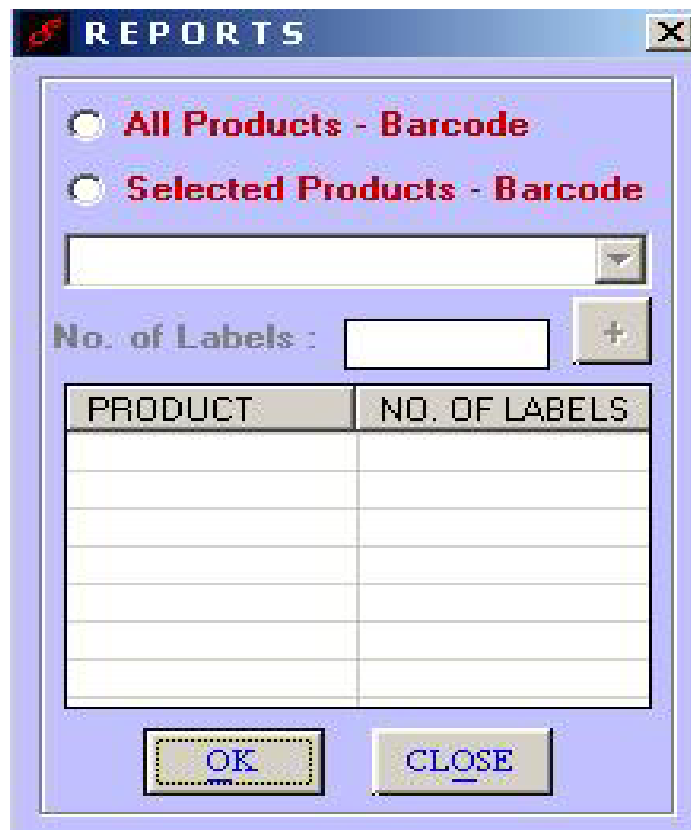 REPORTS
All Products - Barcode
Selected Products - Barcode
No. of Labels :
+
PRODUCT NO. OF LABELS
OK CLOSE